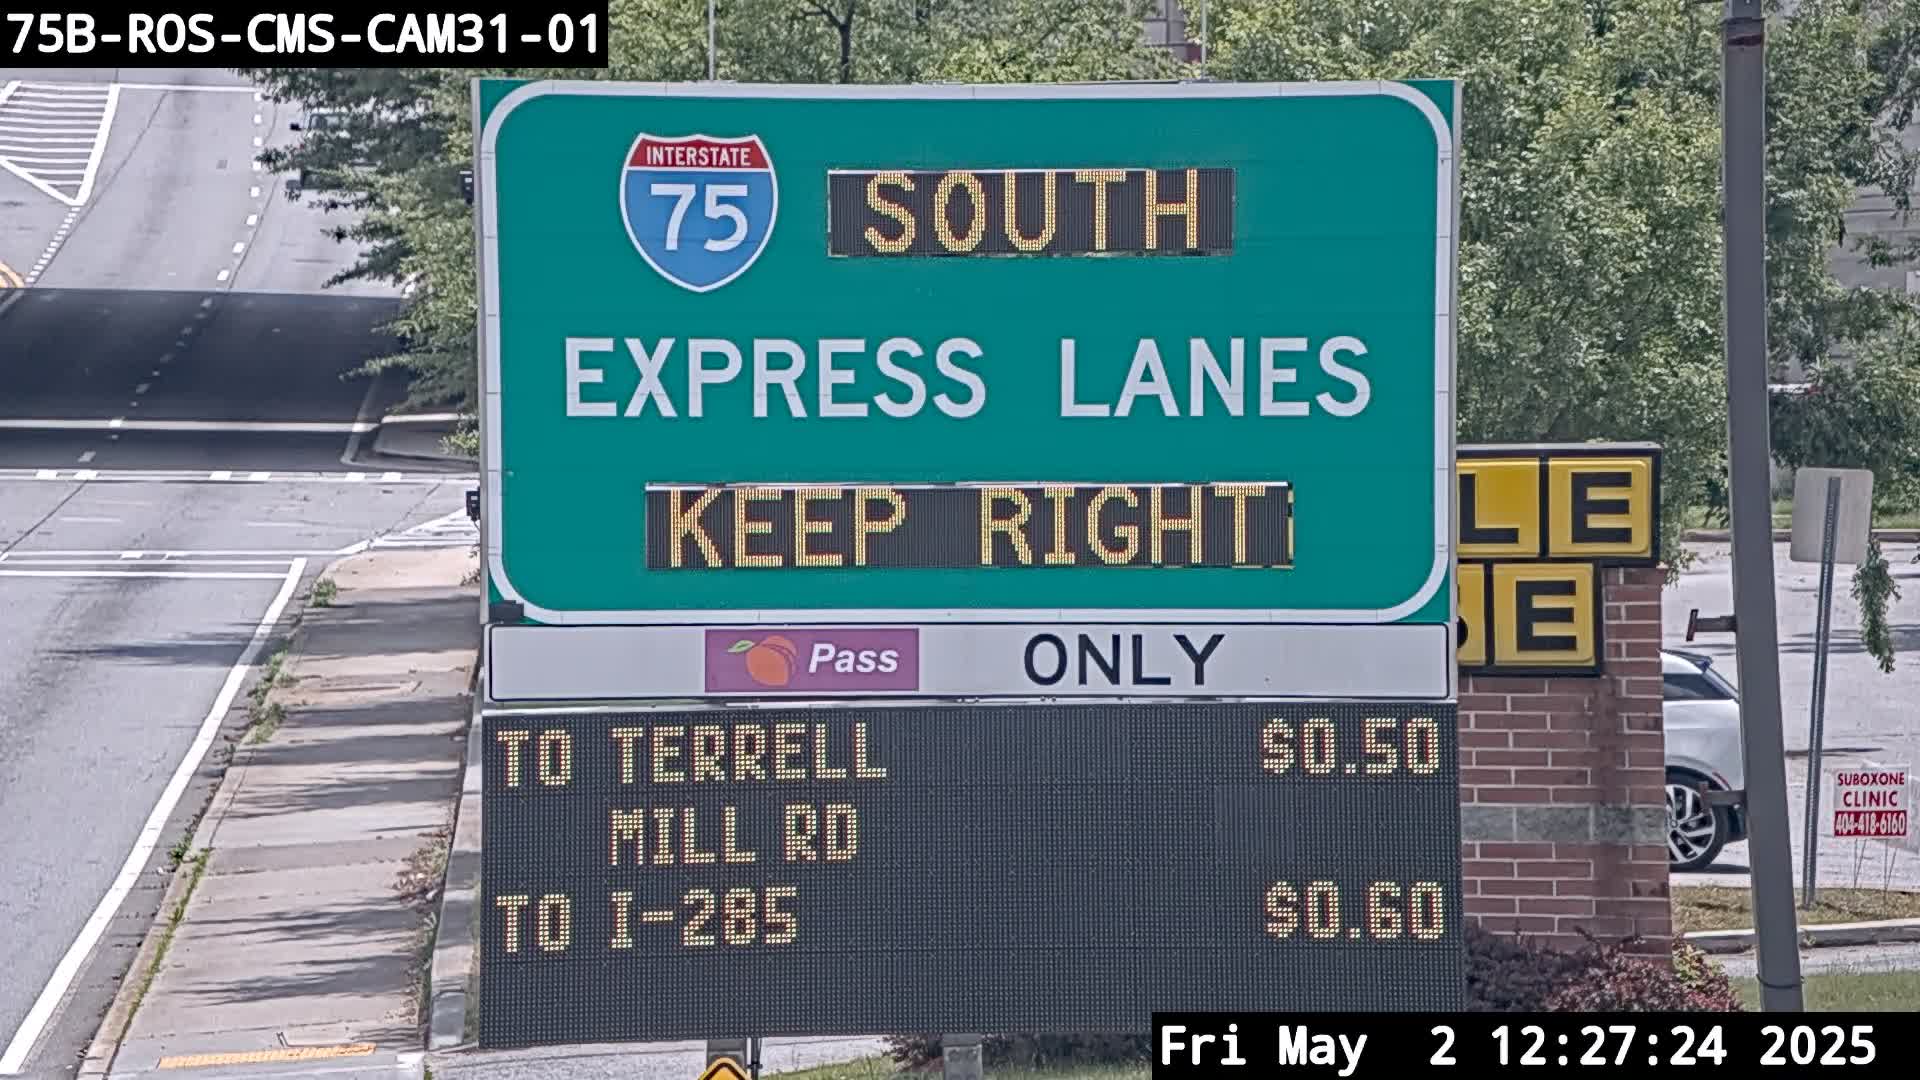 75B-ROS-CMS-CAM31-01
INTERSTATE
75
SOUTH
EXPRESS LANES
KEEP RIGHT
Pass ONLY
TO TERRELL $0.50
MILL RD
TO I-285 $0.60
LE
E
SUBOXONE
CLINIC
404-418-6160
Fri May 2 12:27:24 2025